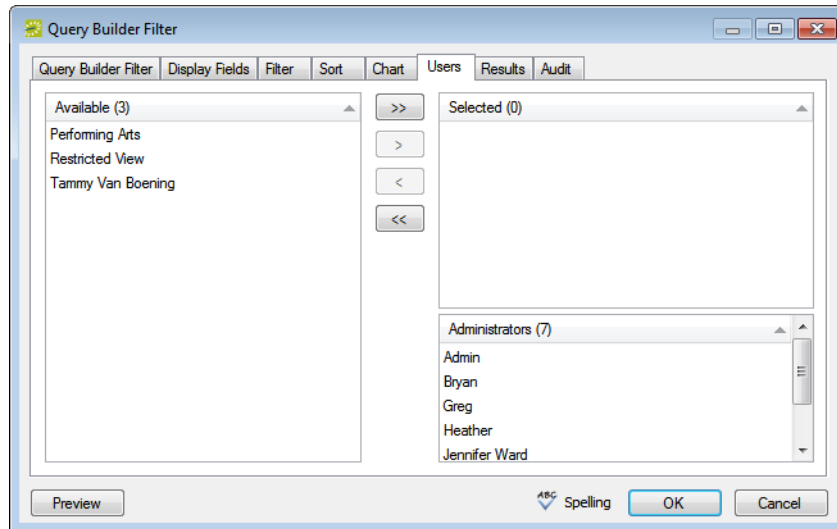 Query Builder Filter
Query Builder Filter Display Fields Filter Sort Chart Users Results Audit
Available (3)
Performing Arts
Restricted View
Tammy Van Boening
>>
>
<
<<
Selected (0)
Administrators (7)
Admin
Bryan
Greg
Heather
Jennifer Ward
Preview
ABC Spelling
OK
Cancel